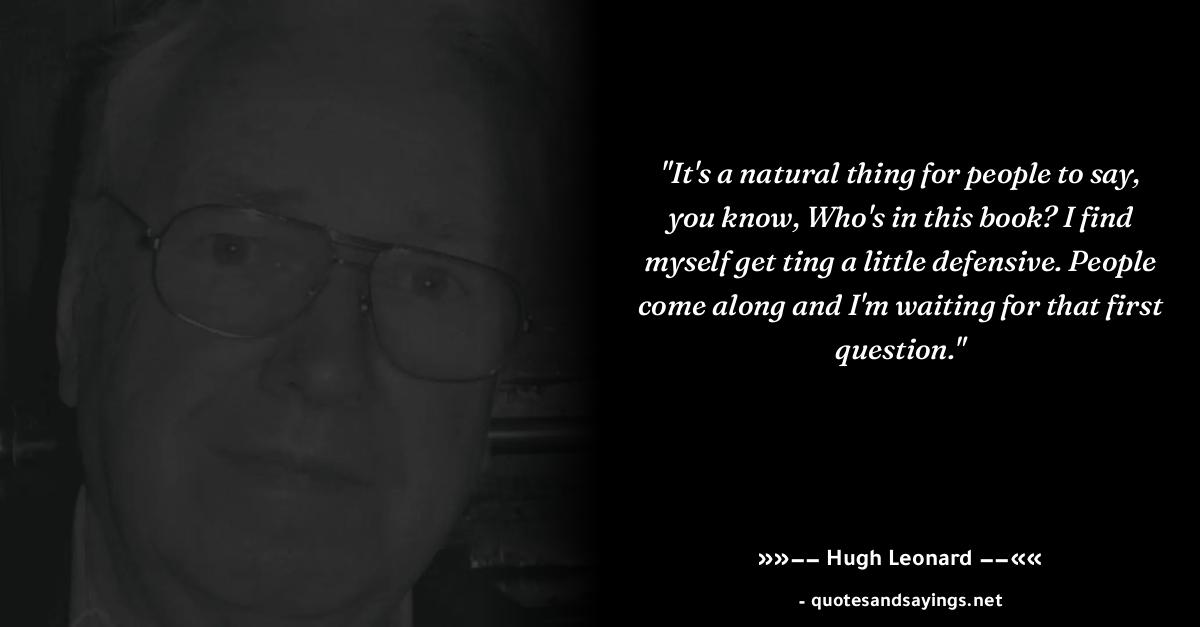 "It's a natural thing for people to say,
you know, Who's in this book? I find
myself get ting a little defensive. People
come along and I'm waiting for that first
question."
»»−− Hugh Leonard −−««
- quotesandsayings.net